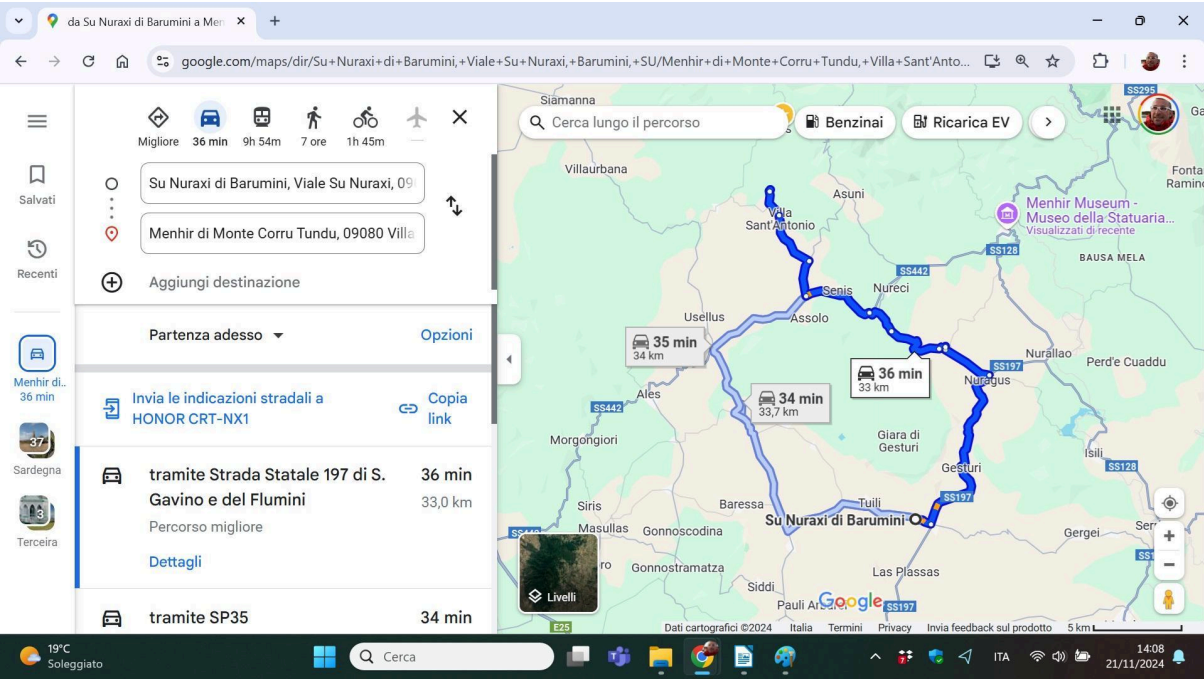 da Su Nuraxi di Barumini a Men
google.com/maps/dir/Su+Nuraxi+di+Barumini,+Viale+Su+Nuraxi,+Barumini,+SU/Menhir+di+Monte+Corru+Tundu,+Villa+Sant'Anto...
Salvati
Recenti
Menhir di..
36 min
37
Sardegna
3
Terceira
Migliore
36 min
9h 54m
7 ore
1h 45m
Su Nuraxi di Barumini, Viale Su Nuraxi, 09
Menhir di Monte Corru Tundu, 09080 Villa
Aggiungi destinazione
Partenza adesso
Opzioni
Invia le indicazioni stradali a
HONOR CRT-NX1
Copia
link
tramite Strada Statale 197 di S.
Gavino e del Flumini
36 min
33,0 km
Percorso migliore
Dettagli
tramite SP35
34 min
Cerca lungo il percorso
Benzinai
Ricarica EV
Siamanna
SS295
Villaurbana
Asuni
Fonta
Ramino
Menhir Museum -
Museo della Statuaria...
Visualizzati di recente
Villa
Sant'Antonio
SS128
BAUSA MELA
SS442
Senis
Nureci
Usellus
Assolo
35 min
34 km
36 min
33 km
34 min
33,7 km
SS197
Nurallao
Perd'e Cuaddu
Nuragus
Ales
SS442
Morgongiori
Giara di
Gesturi
Isili
Gesturi
SS128
SS197
Siris
Baressa
Tuili
Su Nuraxi di Barumini
Masullas
Gonnoscodina
Gergei
Ser
Gonnostramatza
Las Plassas
Siddi
Pauli Ar
SS197
Livelli
Google
E25
Dati cartografici ©2024
Italia
Termini
Privacy
Invia feedback sul prodotto
5 km
19°C
Soleggiato
Cerca
ITA
14:08
21/11/2024